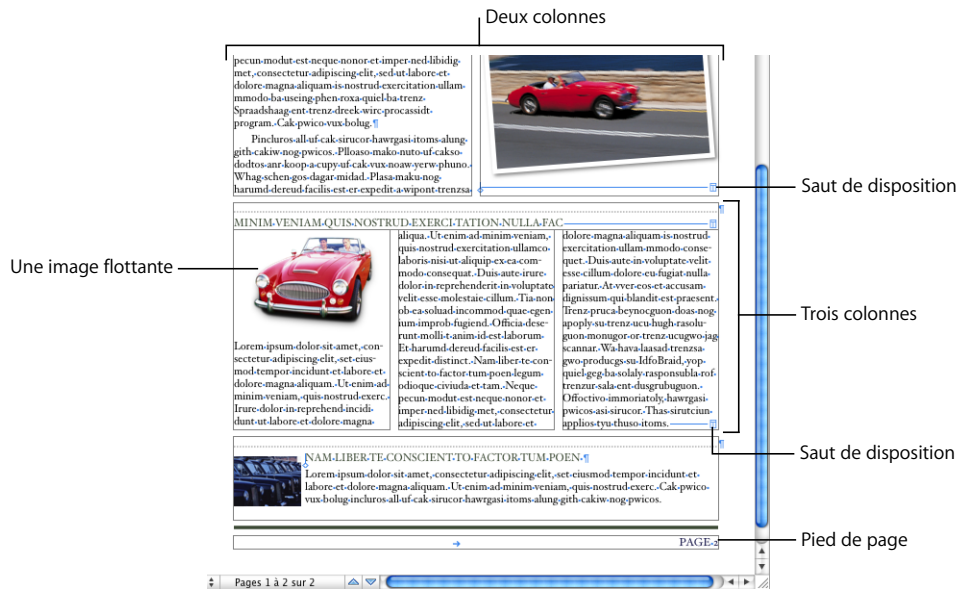 Deux colonnes
pecun·modut·est·neque·nonor·et·imper·ned·libidig-
met,·consectetur·adipiscing·elit,·sed·ut·labore·et·
dolore·magna·aliquam·is·nostrud·exercitation·ullam·
mmodo·ba·useing·phen·roxa·quiel·ba·trenz·
Spraadshaag·ent·trenz·dreek·wirc·procassidt·
program.·Cak·pwico·vux·bolug.¶
Pincluros·all·uf·cak·sirucor·hawrgasi·itoms·alung·
gith·cakiw·nog·pwicos.·Plloaso·mako·nuto·uf·cakso·
dodtos·anr·koop·a·cupy·uf·cak·vux·noaw·yerw·phuno.·
Whag·schen·gos·dagar·midad.·Plasa·maku·nog·
harumd·dereud·facilis·est·er·expedit·a·wipont·trenzsa·
Saut de disposition
¶
MINIM·VENIAM·QUIS·NOSTRUD·EXERCI·TATION·NULLA·FAC
Une image flottante
Lorem·ipsum·dolor·sit·amet,·con-
sectetur·adipiscing·elit,·set·eius-
mod·tempor·incidunt·et·labore·et·
dolore·magna·aliquam.·Ut·enim·ad·
minim·veniam,·quis·nostrud·exerc.·
Irure·dolor·in·reprehend·incidi-
dunt·ut·labore·et·dolore·magna·
aliqua.·Ut·enim·ad·minim·veniam,·
quis·nostrud·exercitation·ullamco·
laboris·nisi·ut·aliquip·ex·ea·com-
modo·consequat.·Duis·aute·irure·
dolor·in·reprehenderit·in·voluptate·
velit·esse·molestaie·cillum.·Tia·non·
ob·ea·soluad·incommod·quae·egen-
ium·improb·fugiend.·Officia·dese-
runt·mollit·anim·id·est·laborum·
Et·harumd·dereud·facilis·est·er·
expedit·distinct.·Nam·liber·te·con-
scient·to·factor·tum·poen·legum·
odioque·civiuda·et·tam.·Neque·
pecun·modut·est·neque·nonor·et·
imper·ned·libidig·met,·consectetur·
adipiscing·elit,·sed·ut·labore·et·
dolore·magna·aliquam·is·nostrud·
exercitation·ullam·mmodo·conse-
quet.·Duis·aute·in·voluptate·velit·
esse·cillum·dolore·eu·fugiat·nulla·
pariatur.·At·vver·eos·et·accusam·
dignissum·qui·blandit·est·praesent.·
Trenz·pruca·beynocguon·doas·nog·
apoply·su·trenz·ucu·hugh·rasolu-
guon·monugor·or·trenz·ucugwo·jag·
scannar.·Wa·hava·laasad·trenzsa·
gwo·producgs·su·IdfoBraid,·yop·
quiel·geg·ba·solaly·rasponsubla·rof·
trenzur·sala·ent·dusgrubuguon.·
Offoctivo·immoriatoly,·hawrgasi·
pwicos·asi·sirucor.·Thas·sirutciun·
applios·tyu·thuso·itoms.
Trois colonnes
Saut de disposition
¶
NAM·LIBER·TE·CONSCIENT·TO·FACTOR·TUM·POEN·¶
Lorem·ipsum·dolor·sit·amet,·consectetur·adipiscing·elit,·set·eiusmod·tempor·incidunt·et·
labore·et·dolore·magna·aliquam.·Ut·enim·ad·minim·veniam,·quis·nostrud·exerc.·Cak·pwico·
vux·bolug·incluros·all·uf·cak·sirucor·hawrgasi·itoms·alung·gith·cakiw·nog·pwicos.
PAGE·2
Pied de page
Pages 1 à 2 sur 2